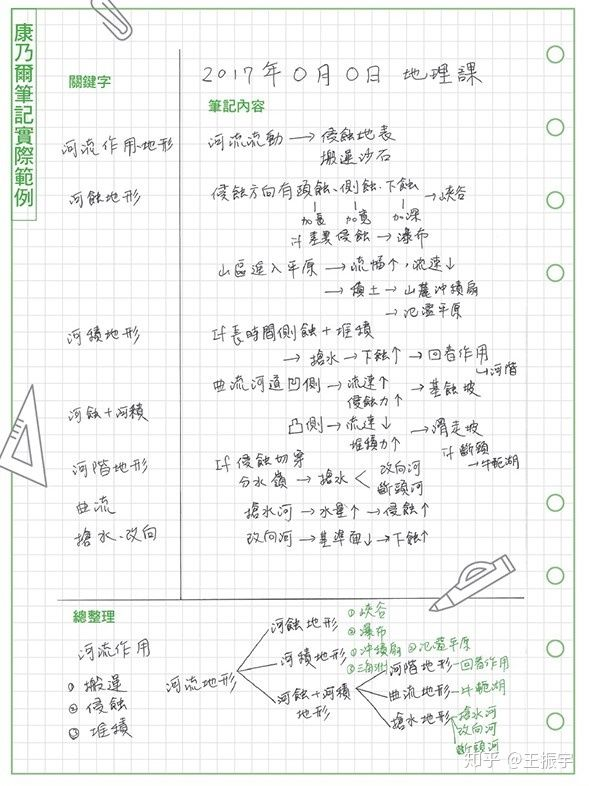 康乃爾筆記實際範例
2017年0月0日 地理課
關鍵字
筆記內容
河流作用、地形
河流流動→侵蝕地表
搬運沙石
河蝕地形
侵蝕方向有頭蝕、側蝕、下蝕→峽谷
加長 加寬 加深
if 差異侵蝕→瀑布
山區進入平原→流幅↑,流速↓
→積土→山麓沖積扇
→氾濫平原
河積地形
If 長時間側蝕+堆積
→搶水→下蝕↑→回春作用
↳河階
曲流河道凹側→流速↑
侵蝕力↑→基蝕坡
河蝕+河積
凸側→流速↓
堆積力↑→滑走坡
if 斷頭
→牛軛湖
河階地形
If 侵蝕切穿
分水嶺→搶水<改向河
斷頭河
曲流
搶水河→水量↑→侵蝕↑
搶水、改向
改向河→基準面↓→下蝕↑
總整理
河流作用
①搬運
②侵蝕
③堆積
河流地形
河蝕地形
①峽谷
②瀑布
河積地形
①沖積扇 ②氾濫平原
③三角洲
河蝕+河積
地形
河階地形-回春作用
曲流地形-牛軛湖
搶水地形
搶水河
改向河
斷頭河
知乎 @王振宇